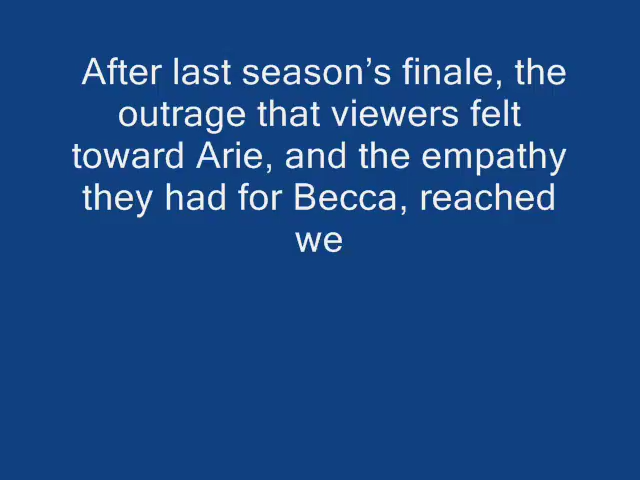 After last season’s finale, the
outrage that viewers felt
toward Arie, and the empathy
they had for Becca, reached
we